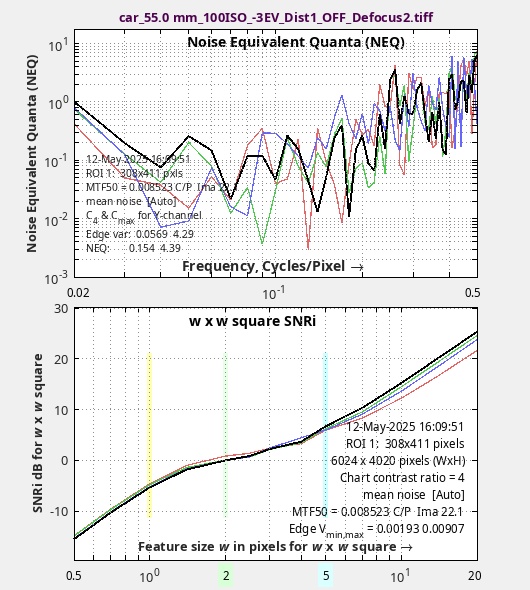 car_55.0 mm_100ISO_-3EV_Dist1_OFF_Defocus2.tiff
Noise Equivalent Quanta (NEQ)
Noise Equivalent Quanta (NEQ)
10^1
10^0
10^-1
10^-2
10^-3
12-May-2025 16:09:51
ROI 1: 308x411 pxls
MTF50 = 0.008523 C/P Ima 22.1
mean noise [Auto]
C_4 & C_max for Y-channel
Edge var: 0.0569 4.29
NEQ: 0.154 4.39
Frequency, Cycles/Pixel →
0.02 10^-1 0.5
w x w square SNRi
SNRi dB for w x w square
30
20
10
0
-10
12-May-2025 16:09:51
ROI 1: 308x411 pixels
6024 x 4020 pixels (WxH)
Chart contrast ratio = 4
mean noise [Auto]
MTF50 = 0.008523 C/P Ima 22.1
Edge V_min,max = 0.00193 0.00907
Feature size w in pixels for w x w square →
0.5 10^0 2 5 10^1 20